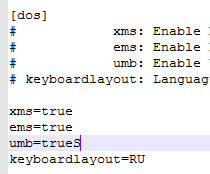 [dos]
# xms: Enable
# ems: Enable
# umb: Enable
# keyboardlayout: Languag
xms=true
ems=true
umb=trueS
keyboardlayout=RU